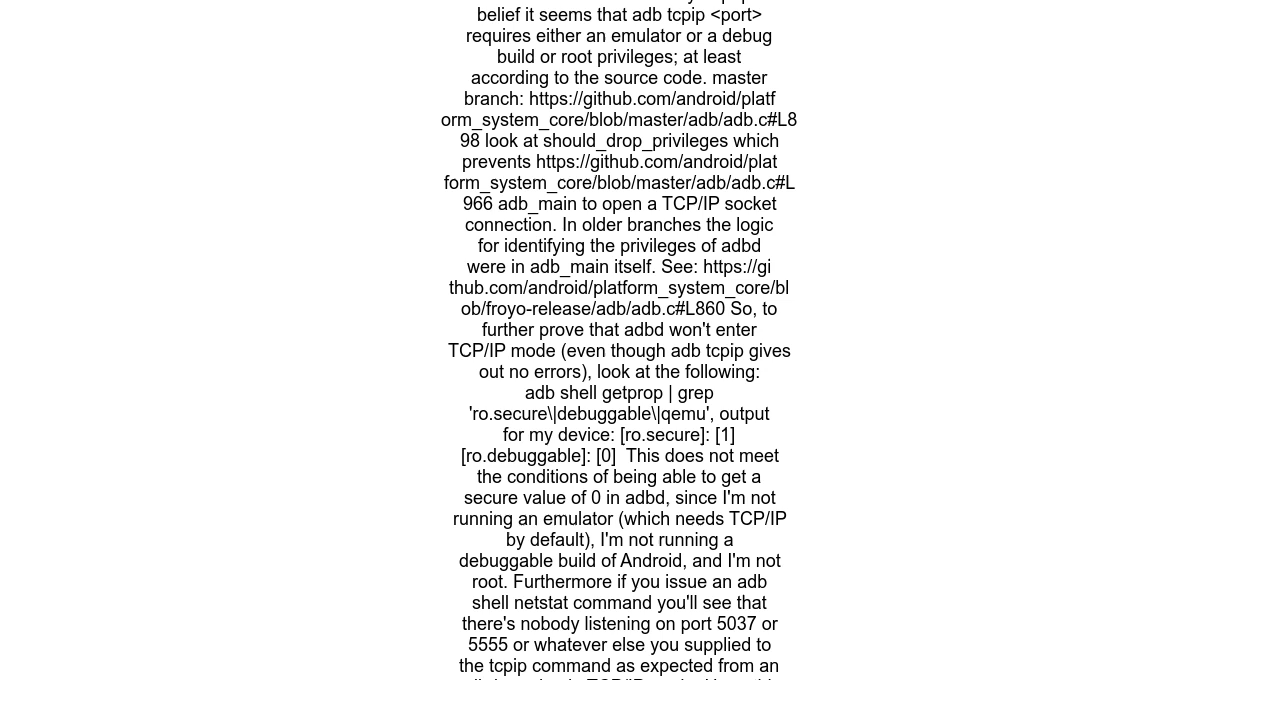 belief it seems that adb tcpip <port>
requires either an emulator or a debug
build or root privileges; at least
according to the source code. master
branch: https://github.com/android/platf
orm_system_core/blob/master/adb/adb.c#L8
98 look at should_drop_privileges which
prevents https://github.com/android/plat
form_system_core/blob/master/adb/adb.c#L
966 adb_main to open a TCP/IP socket
connection. In older branches the logic
for identifying the privileges of adbd
were in adb_main itself. See: https://gi
thub.com/android/platform_system_core/bl
ob/froyo-release/adb/adb.c#L860 So, to
further prove that adbd won't enter
TCP/IP mode (even though adb tcpip gives
out no errors), look at the following:
adb shell getprop | grep
'ro.secure\|debuggable\|qemu', output
for my device: [ro.secure]: [1]
[ro.debuggable]: [0]  This does not meet
the conditions of being able to get a
secure value of 0 in adbd, since I'm not
running an emulator (which needs TCP/IP
by default), I'm not running a
debuggable build of Android, and I'm not
root. Furthermore if you issue an adb
shell netstat command you'll see that
there's nobody listening on port 5037 or
5555 or whatever else you supplied to
the tcpip command as expected from an